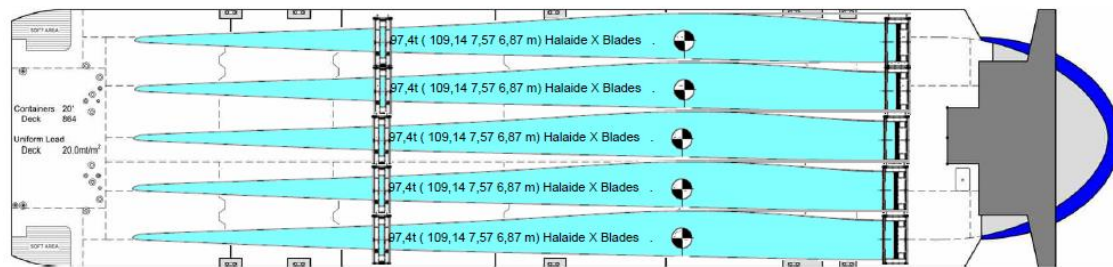 SOFT AREA
97,4t ( 109,14 7,57 6,87 m) Halaide X Blades .
97,4t ( 109,14 7,57 6,87 m) Halaide X Blades .
Containers 20'
Deck 864
Uniform Load
Deck 20.0mt/m²
97,4t ( 109,14 7,57 6,87 m) Halaide X Blades .
97,4t ( 109,14 7,57 6,87 m) Halaide X Blades .
97,4t ( 109,14 7,57 6,87 m) Halaide X Blades .
SOFT AREA